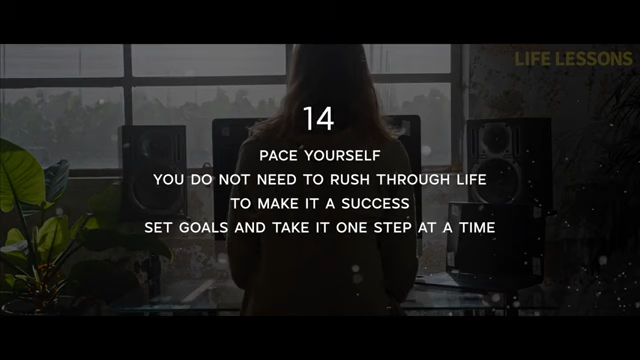 LIFE LESSONS
14
PACE YOURSELF
YOU DO NOT NEED TO RUSH THROUGH LIFE
TO MAKE IT A SUCCESS
SET GOALS AND TAKE IT ONE STEP AT A TIME